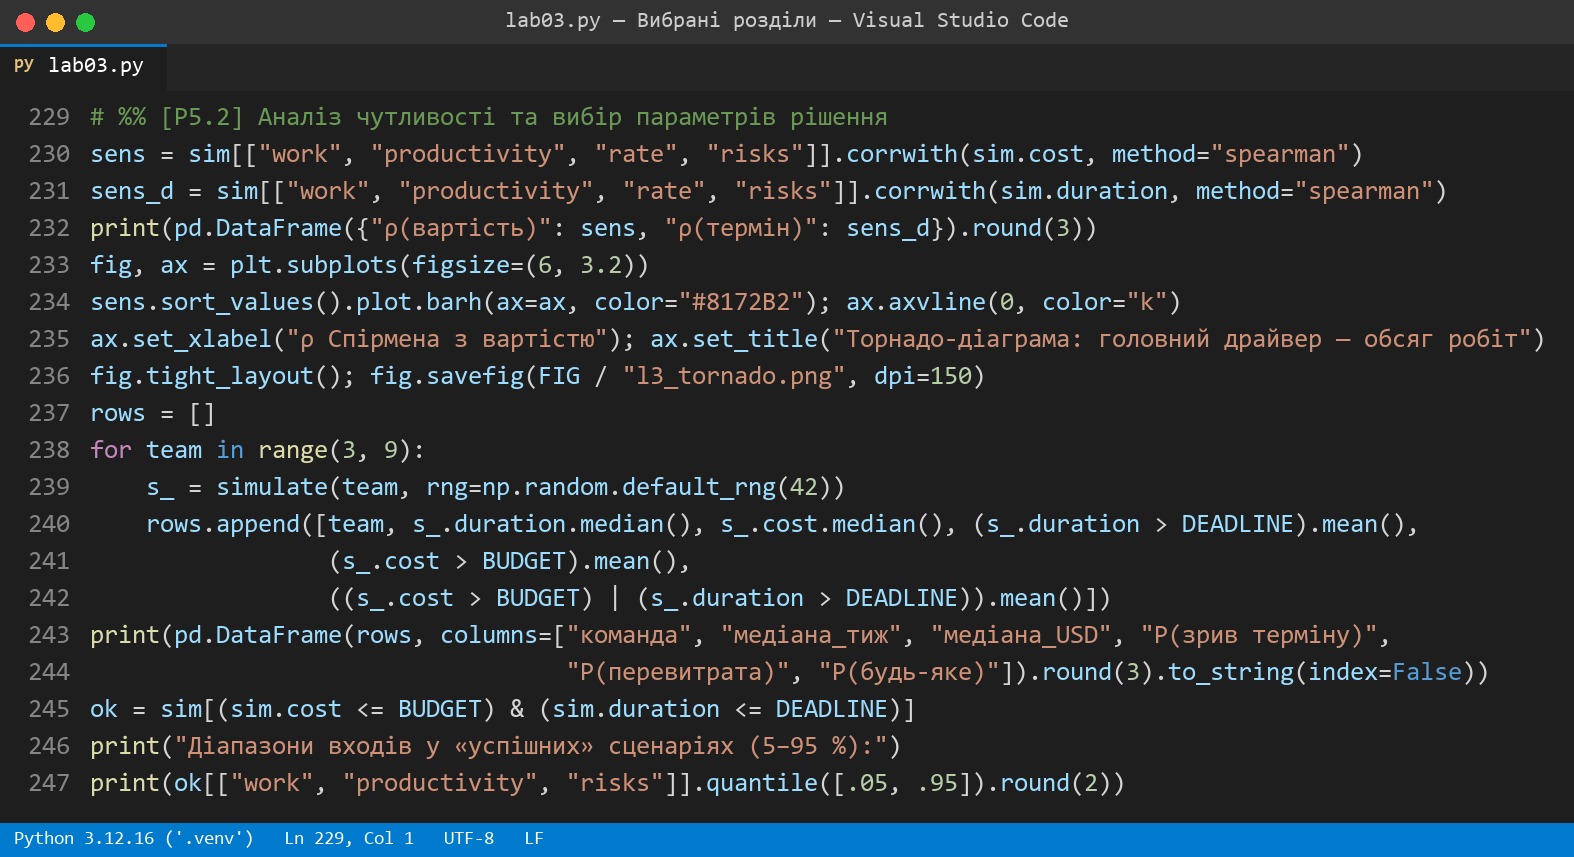 lab03.py — Вибрані розділи — Visual Studio Code
py lab03.py
229 # %% [P5.2] Аналіз чутливості та вибір параметрів рішення
230 sens = sim[["work", "productivity", "rate", "risks"]].corrwith(sim.cost, method="spearman")
231 sens_d = sim[["work", "productivity", "rate", "risks"]].corrwith(sim.duration, method="spearman")
232 print(pd.DataFrame({"ρ(вартість)": sens, "ρ(термін)": sens_d}).round(3))
233 fig, ax = plt.subplots(figsize=(6, 3.2))
234 sens.sort_values().plot.barh(ax=ax, color="#8172B2"); ax.axvline(0, color="k")
235 ax.set_xlabel("ρ Спірмена з вартістю"); ax.set_title("Торнадо-діаграма: головний драйвер — обсяг робіт")
236 fig.tight_layout(); fig.savefig(FIG / "l3_tornado.png", dpi=150)
237 rows = []
238 for team in range(3, 9):
239     s_ = simulate(team, rng=np.random.default_rng(42))
240     rows.append([team, s_.duration.median(), s_.cost.median(), (s_.duration > DEADLINE).mean(),
241                  (s_.cost > BUDGET).mean(),
242                  ((s_.cost > BUDGET) | (s_.duration > DEADLINE)).mean()])
243 print(pd.DataFrame(rows, columns=["команда", "медіана_тиж", "медіана_USD", "P(зрив терміну)",
244                                   "P(перевитрата)", "P(будь-яке)"]).round(3).to_string(index=False))
245 ok = sim[(sim.cost <= BUDGET) & (sim.duration <= DEADLINE)]
246 print("Діапазони входів у «успішних» сценаріях (5–95 %):")
247 print(ok[["work", "productivity", "risks"]].quantile([.05, .95]).round(2))
Python 3.12.16 ('.venv') Ln 229, Col 1 UTF-8 LF